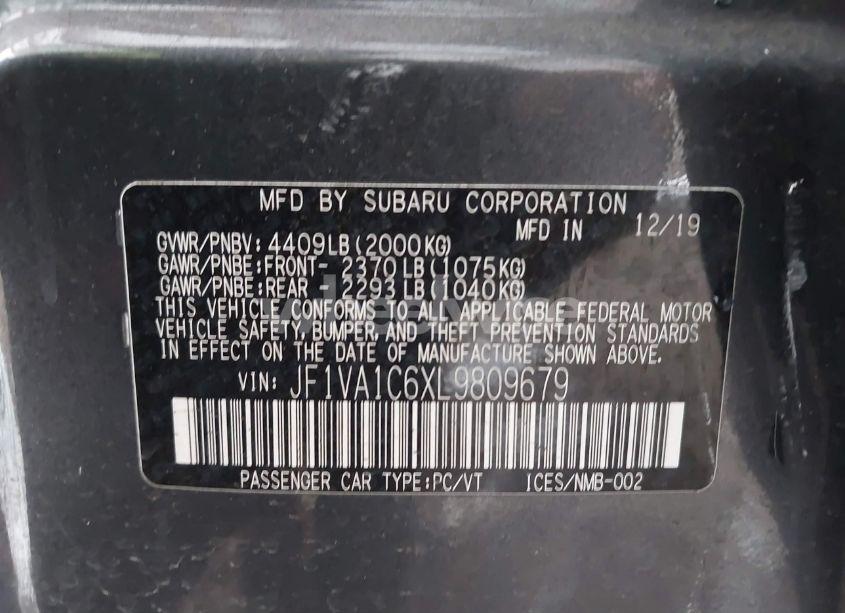 MFD BY SUBARU CORPORATION
MFD IN 12/19
GVWR/PNBV: 4409LB(2000KG)
GAWR/PNBE:FRONT- 2370LB(1075KG)
GAWR/PNBE:REAR - 2293LB(1040KG)
THIS VEHICLE CONFORMS TO ALL APPLICABLE FEDERAL MOTOR
VEHICLE SAFETY, BUMPER, AND THEFT PREVENTION STANDARDS
IN EFFECT ON THE DATE OF MANUFACTURE SHOWN ABOVE.
VIN: JF1VA1C6XL9809679
PASSENGER CAR TYPE:PC/VT ICES/NMB-002